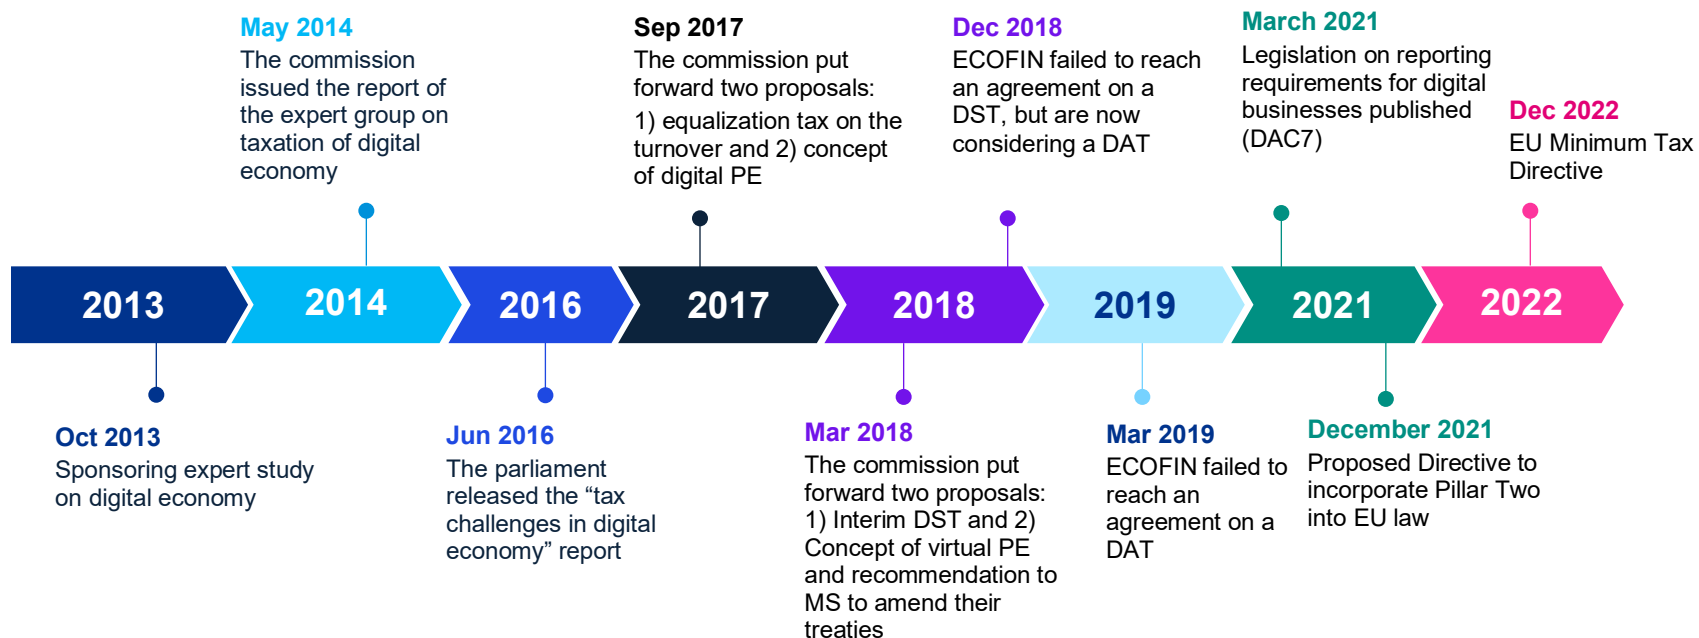 May 2014
The commission
issued the report of
the expert group on
taxation of digital
economy
Sep 2017
The commission put
forward two proposals:
1) equalization tax on the
turnover and 2) concept
of digital PE
Dec 2018
ECOFIN failed to reach
an agreement on a
DST, but are now
considering a DAT
March 2021
Legislation on reporting
requirements for digital
businesses published
(DAC7)
Dec 2022
EU Minimum Tax
Directive
2013
2014
2016
2017
2018
2019
2021
2022
Oct 2013
Sponsoring expert study
on digital economy
Jun 2016
The parliament
released the “tax
challenges in digital
economy” report
Mar 2018
The commission put
forward two proposals:
1) Interim DST and 2)
Concept of virtual PE
and recommendation to
MS to amend their
treaties
Mar 2019
ECOFIN failed to
reach an
agreement on a
DAT
December 2021
Proposed Directive to
incorporate Pillar Two
into EU law